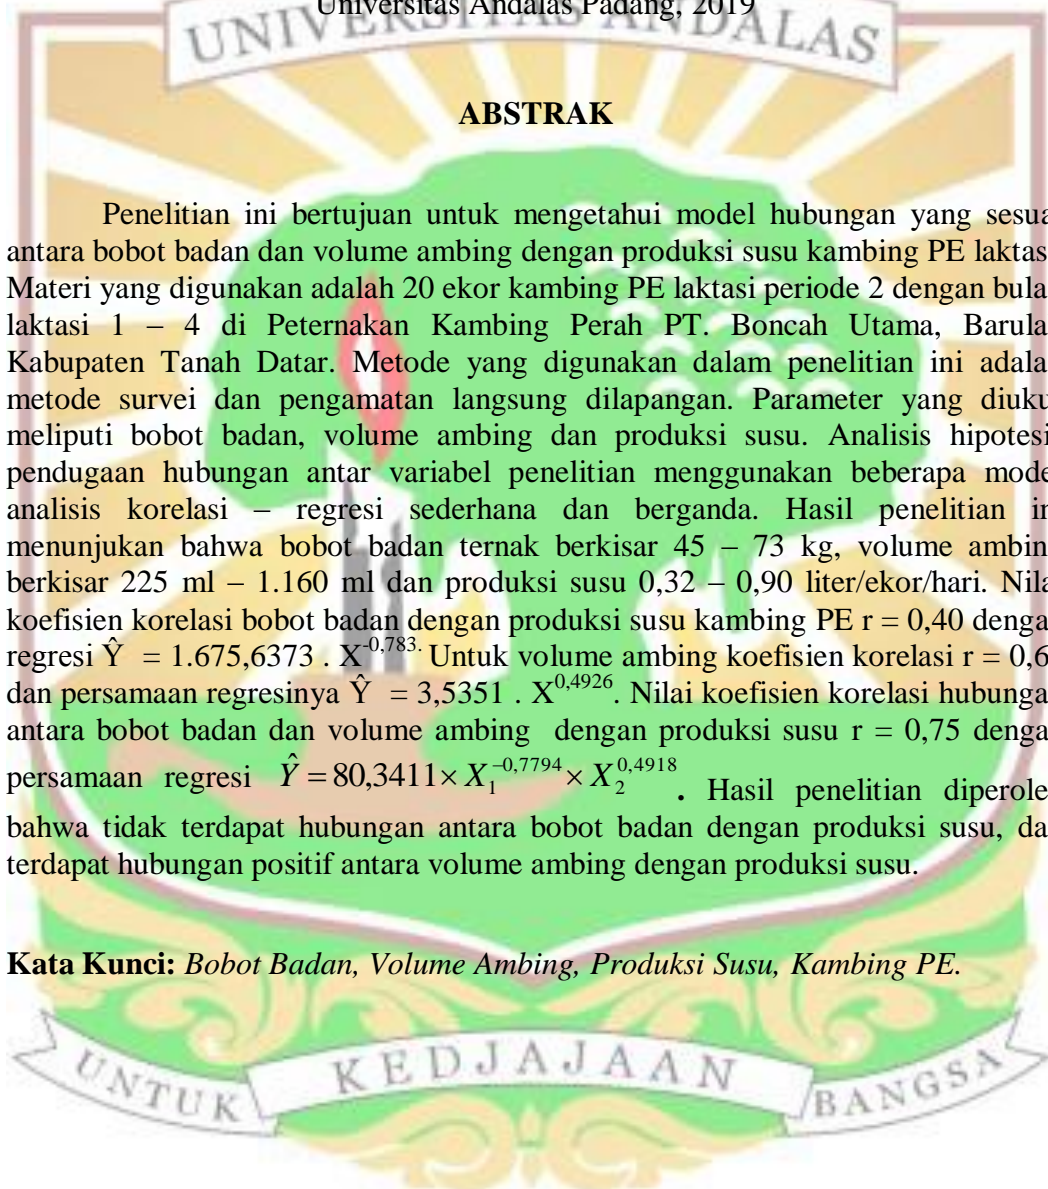 Universitas Andalas Padang, 2019
UNIVERSITAS ANDALAS
ABSTRAK
Penelitian ini bertujuan untuk mengetahui model hubungan yang sesua
antara bobot badan dan volume ambing dengan produksi susu kambing PE laktas
Materi yang digunakan adalah 20 ekor kambing PE laktasi periode 2 dengan bula
laktasi 1 – 4 di Peternakan Kambing Perah PT. Boncah Utama, Barula
Kabupaten Tanah Datar. Metode yang digunakan dalam penelitian ini adala
metode survei dan pengamatan langsung dilapangan. Parameter yang diuku
meliputi bobot badan, volume ambing dan produksi susu. Analisis hipotesi
pendugaan hubungan antar variabel penelitian menggunakan beberapa mode
analisis korelasi – regresi sederhana dan berganda. Hasil penelitian in
menunjukan bahwa bobot badan ternak berkisar 45 – 73 kg, volume ambin
berkisar 225 ml – 1.160 ml dan produksi susu 0,32 – 0,90 liter/ekor/hari. Nila
koefisien korelasi bobot badan dengan produksi susu kambing PE r = 0,40 denga
regresi Ŷ = 1.675,6373 . X^-0,783. Untuk volume ambing koefisien korelasi r = 0,6
dan persamaan regresinya Ŷ = 3,5351 . X^0,4926. Nilai koefisien korelasi hubunga
antara bobot badan dan volume ambing dengan produksi susu r = 0,75 denga
persamaan regresi Ŷ = 80,3411 × X₁^−0,7794 × X₂^0,4918 . Hasil penelitian diperole
bahwa tidak terdapat hubungan antara bobot badan dengan produksi susu, da
terdapat hubungan positif antara volume ambing dengan produksi susu.
Kata Kunci: Bobot Badan, Volume Ambing, Produksi Susu, Kambing PE.
UNTUK KEDJAJAAN BANGSA